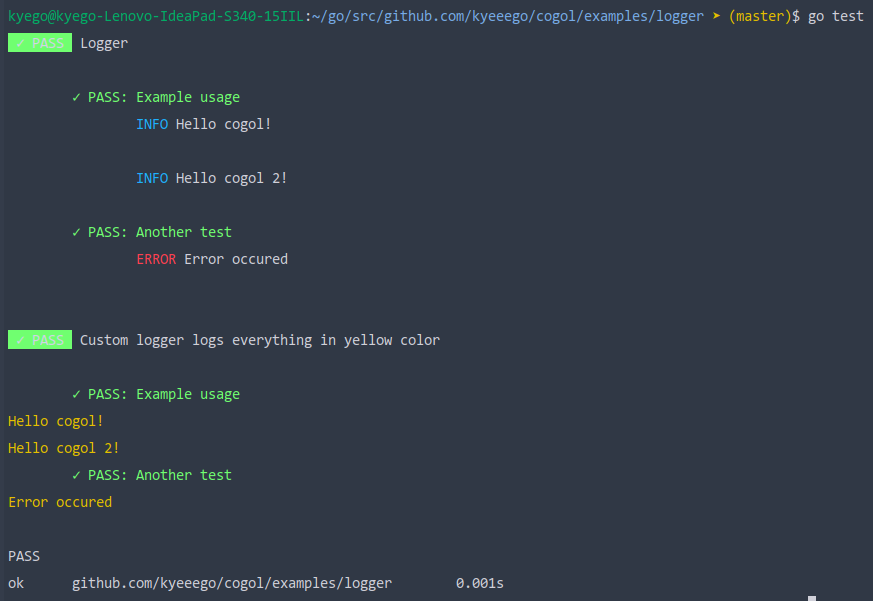 kyego@kyego-Lenovo-IdeaPad-S340-15IIL:~/go/src/github.com/kyeeego/cogol/examples/logger ➤ (master)$ go test
✓ PASS Logger
✓ PASS: Example usage
INFO Hello cogol!
INFO Hello cogol 2!
✓ PASS: Another test
ERROR Error occured
✓ PASS Custom logger logs everything in yellow color
✓ PASS: Example usage
Hello cogol!
Hello cogol 2!
✓ PASS: Another test
Error occured
PASS
ok github.com/kyeeego/cogol/examples/logger 0.001s